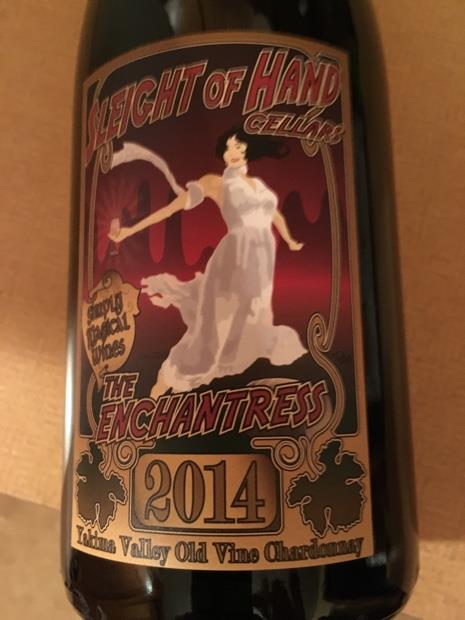 SLEIGHT OF HAND
CELLARS
Simply
Magical
Wines
THE
ENCHANTRESS
2014
Yakima Valley Old Vine Chardonnay